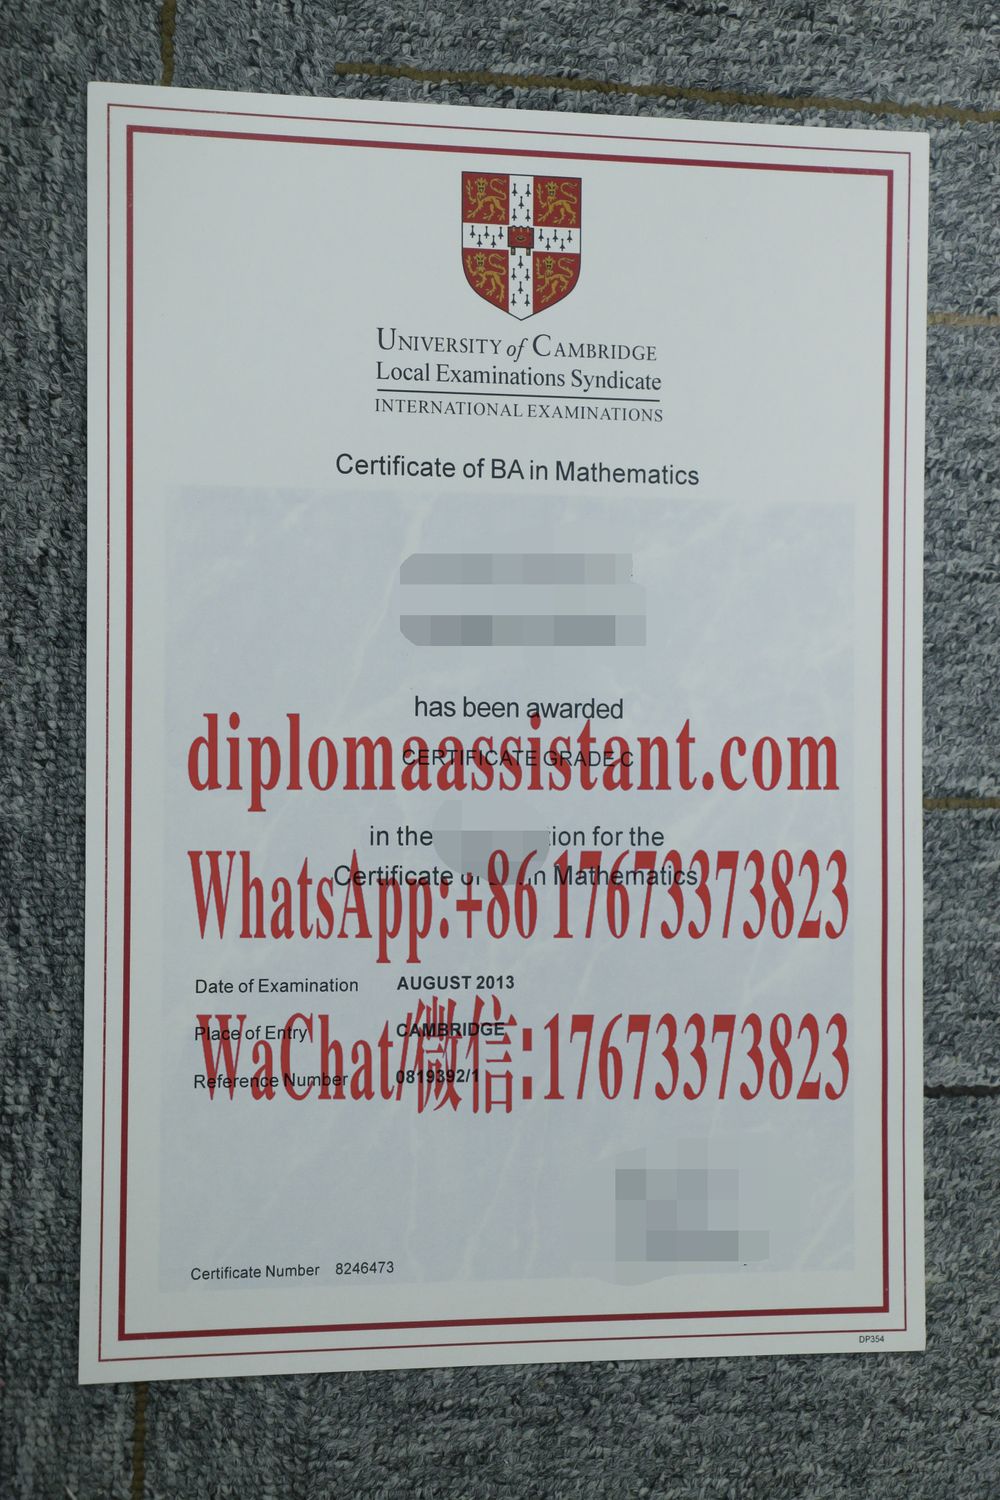 UNIVERSITY of CAMBRIDGE
Local Examinations Syndicate
INTERNATIONAL EXAMINATIONS
Certificate of BA in Mathematics
has been awarded
diplomaassistant.com
CERTIFICATE GRADE C
in the tion for the
WhatsApp:+86 17673373823
Certificate in Mathematics
Date of Examination AUGUST 2013
Place of Entry CAMBRIDGE
WaChat/微信:17673373823
Reference Number 0819392/1
Certificate Number 8246473
DP354